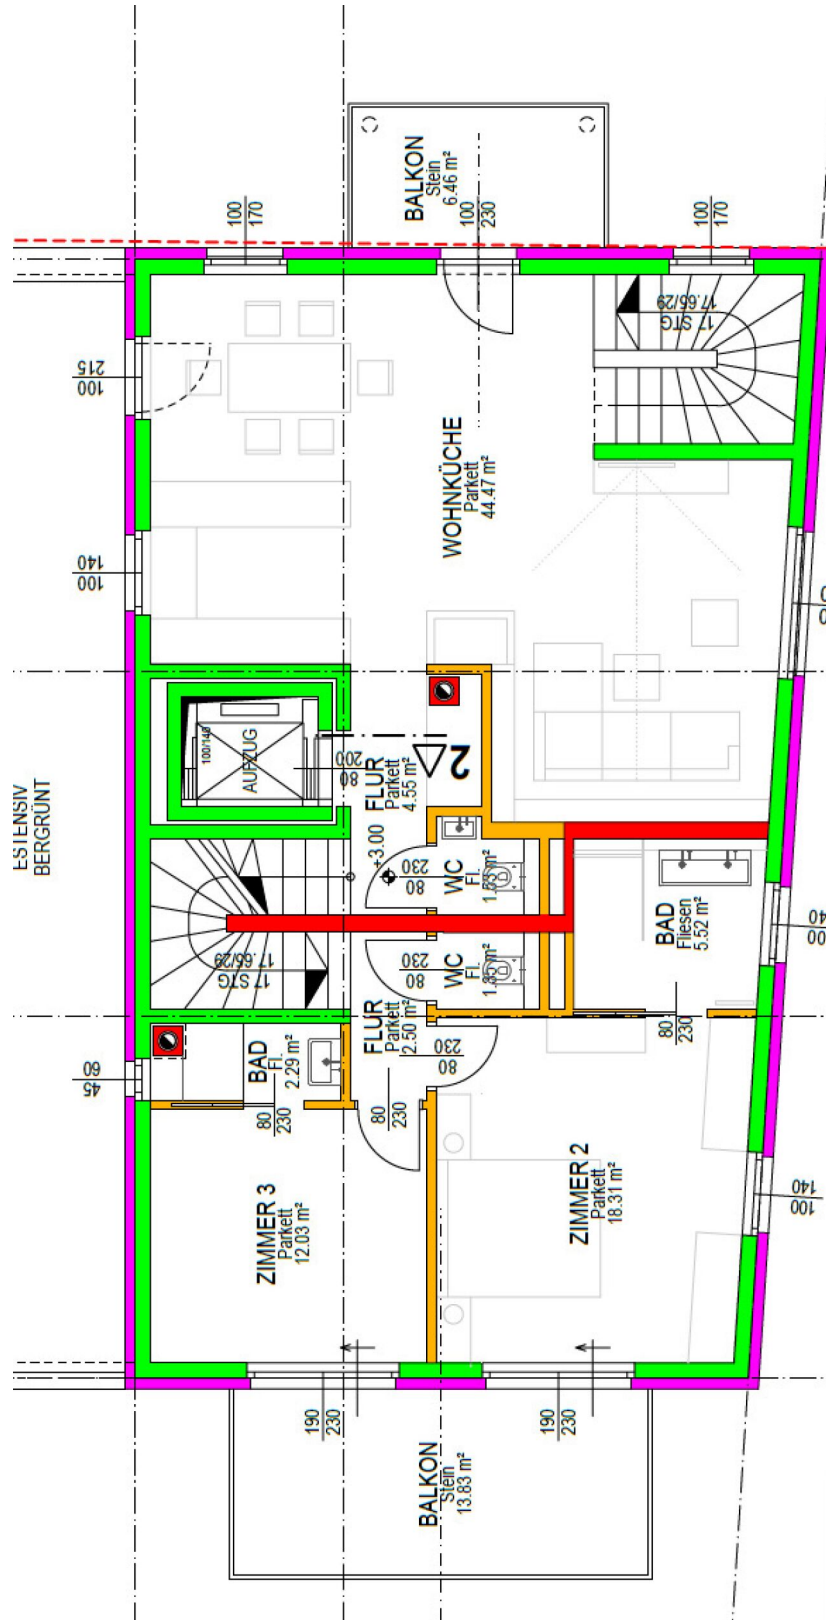 BALKON
Stein
6.46 m²
100
170
100
230
100
170
17 STG
17.65/29
100
215
WOHNKÜCHE
Parkett
44.47 m²
100
140
ESTENSIV
BERGRÜNT
100/140
AUFZUG
80
200
2
FLUR
Parkett
4.55 m²
+3.00
80
230
WC
Fl.
BAD
Fliesen
5.52 m²
17 STG
17.65/29
80
230
WC
Fl.
FLUR
Parkett
2.50 m²
80
230
80
230
45
60
BAD
Fl.
2.29 m²
80
230
80
230
ZIMMER 3
Parkett
12.03 m²
ZIMMER 2
Parkett
18.31 m²
100
140
190
230
190
230
BALKON
Stein
13.83 m²